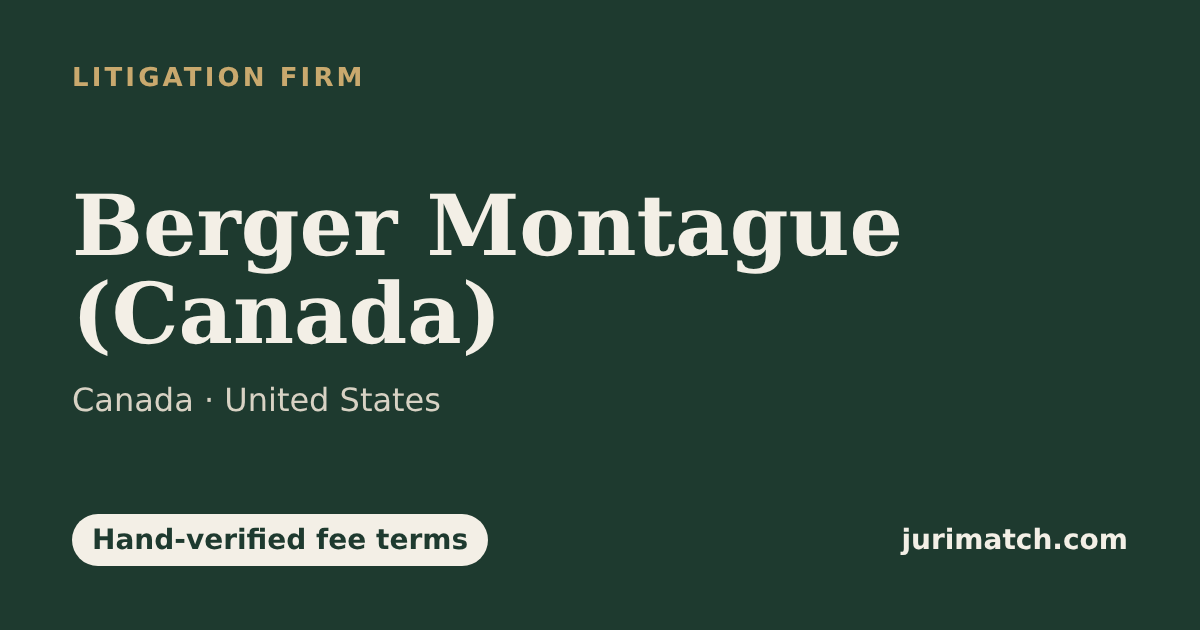 LITIGATION FIRM
Berger Montague
(Canada)
Canada · United States
Hand-verified fee terms
jurimatch.com